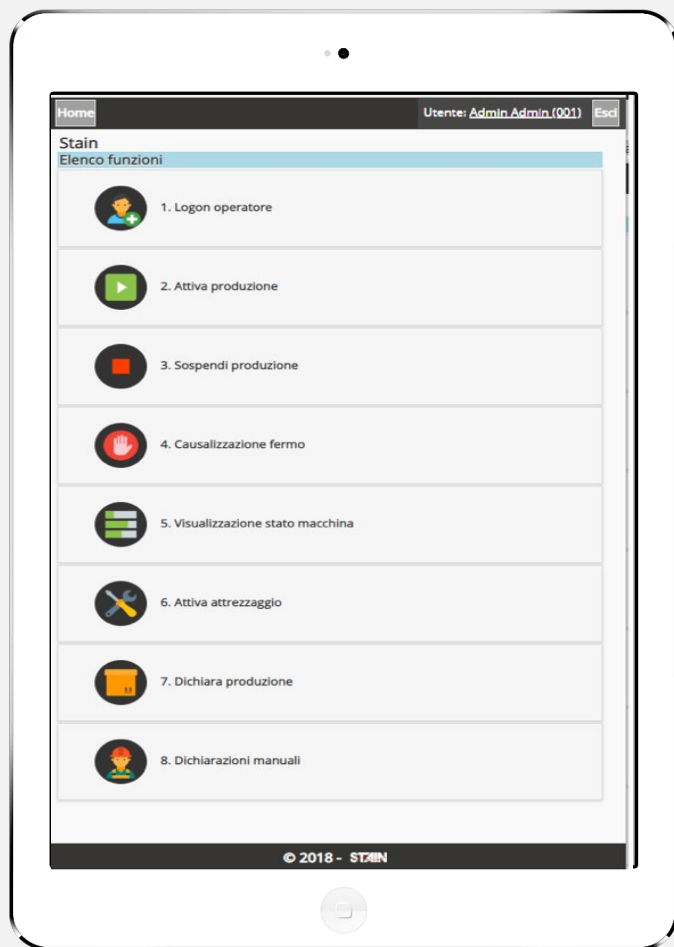 Home
Utente: Admin Admin (001)
Esci
Stain
Elenco funzioni
1. Logon operatore
2. Attiva produzione
3. Sospendi produzione
4. Causalizzazione fermo
5. Visualizzazione stato macchina
6. Attiva attrezzaggio
7. Dichiara produzione
8. Dichiarazioni manuali
© 2018 - STAIN